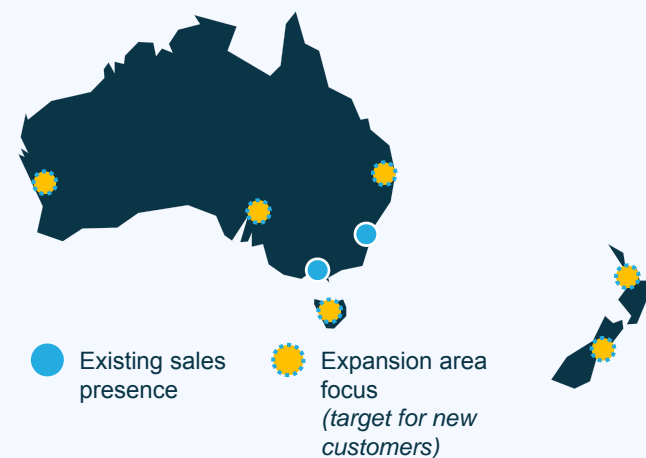 Existing sales
presence
Expansion area
focus
(target for new
customers)